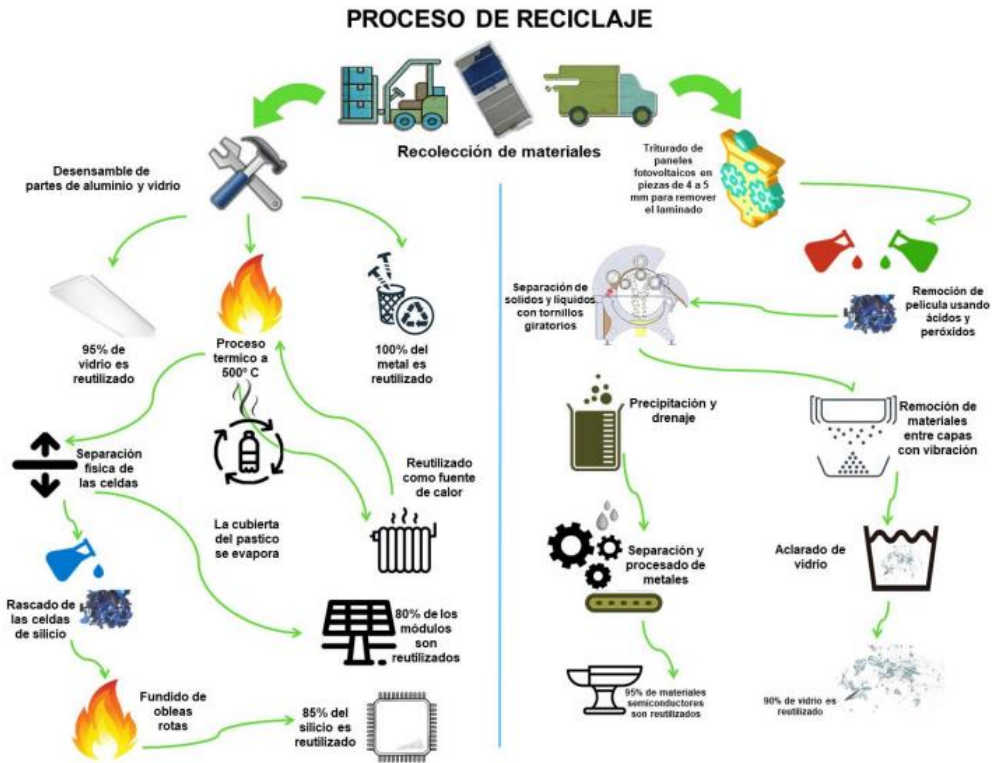 PROCESO DE RECICLAJE
Recolección de materiales
Desensamble de
partes de aluminio y vidrio
95% de
vidrio es
reutilizado
Proceso
termico a
500º C
100% del
metal es
reutilizado
Separación
física de
las celdas
La cubierta
del pastico
se evapora
Reutilizado
como fuente
de calor
Rascado de
las celdas
de silicio
80% de los
módulos
son
reutilizados
Fundido de
obleas
rotas
85% del
silicio es
reutilizado
Triturado de
paneles
fotovoltaicos en
piezas de 4 a 5
mm para remover
el laminado
Remoción de
película usando
ácidos y
peróxidos
Separación de
solidos y líquidos
con tornillos
giratorios
Precipitación y
drenaje
Remoción de
materiales
entre capas
con vibración
Separación y
procesado de
metales
Aclarado de
vidrio
95% de materiales
semiconductores
son reutilizados
90% de vidrio es
reutilizado